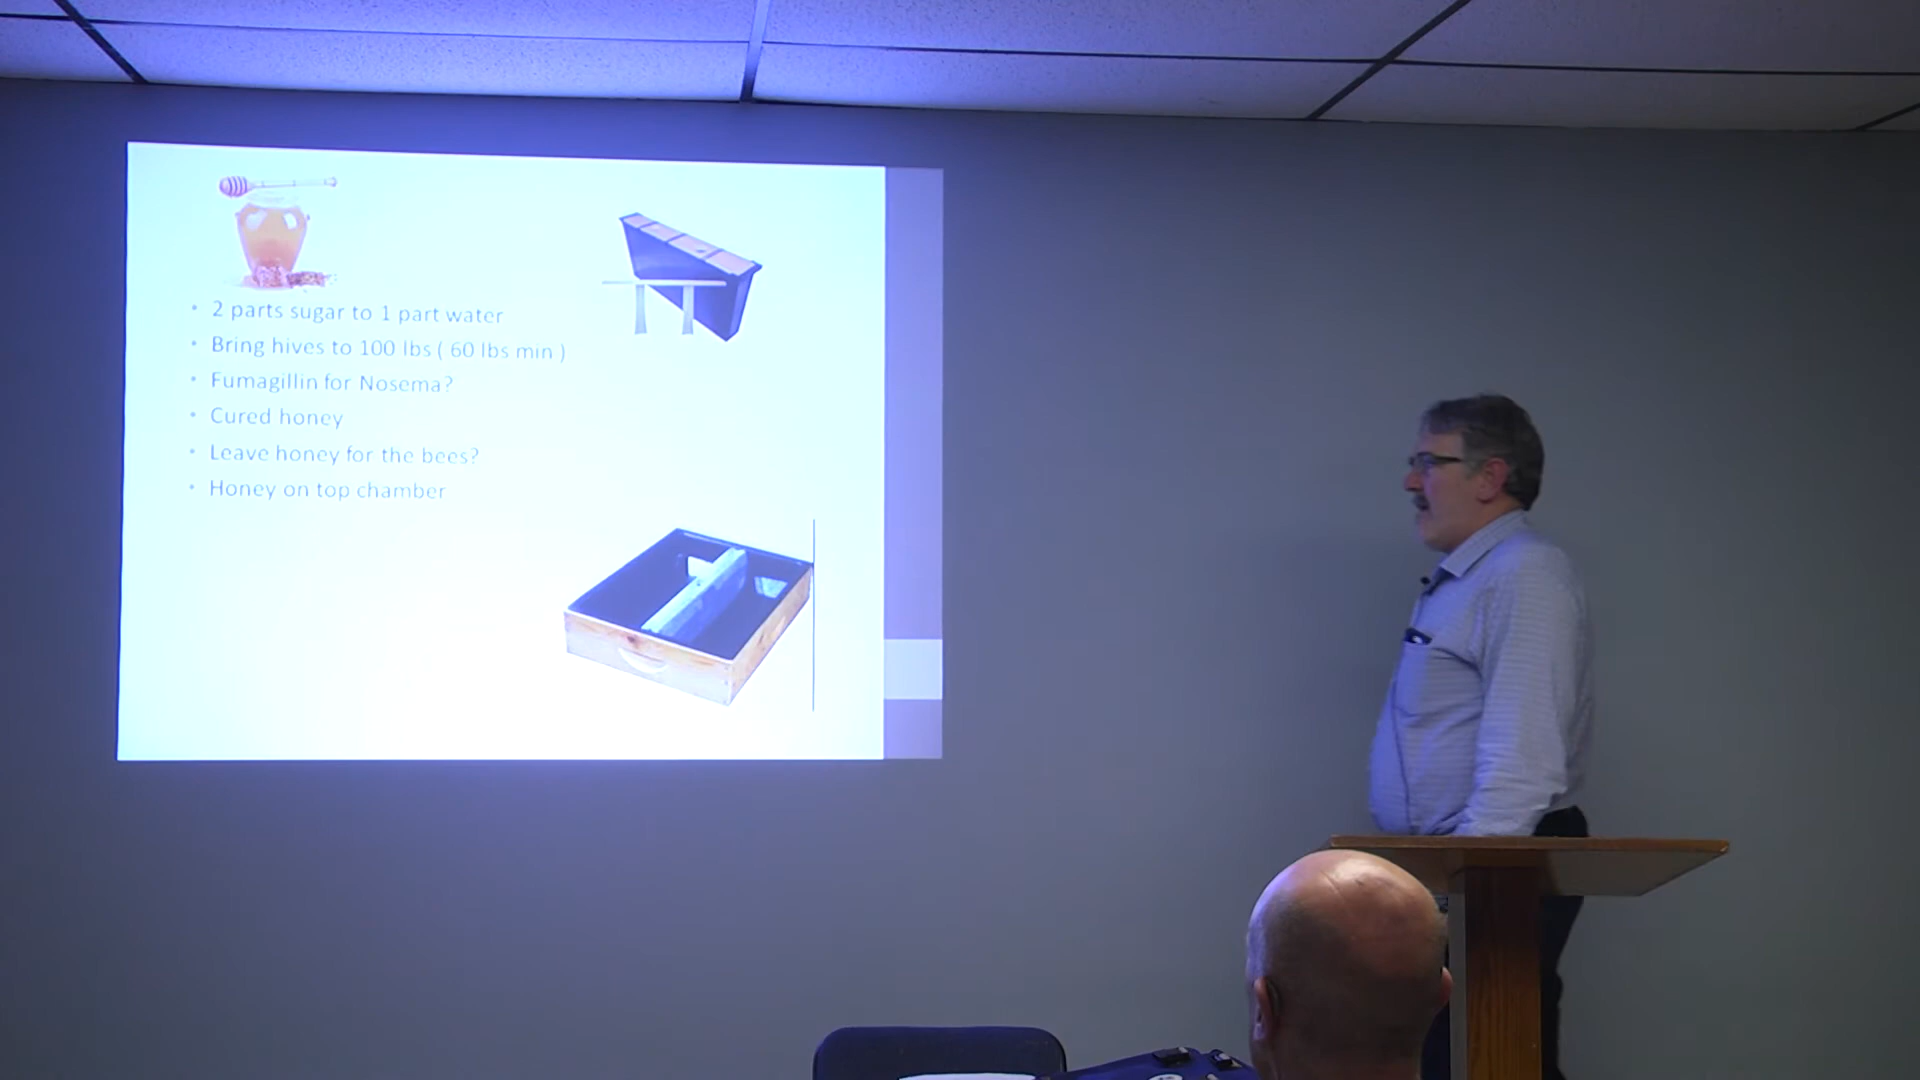 • 2 parts sugar to 1 part water
• Bring hives to 100 lbs ( 60 lbs min )
• Fumagillin for Nosema?
• Cured honey
• Leave honey for the bees?
• Honey on top chamber